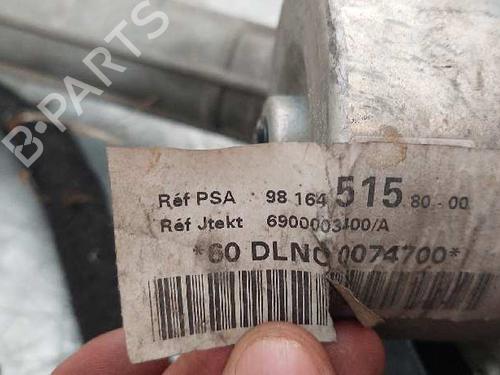 B-PARTS
Réf PSA 98 164 515 80-00
Réf Jtekt 6900003400/A
*60 DLNC 0074700*